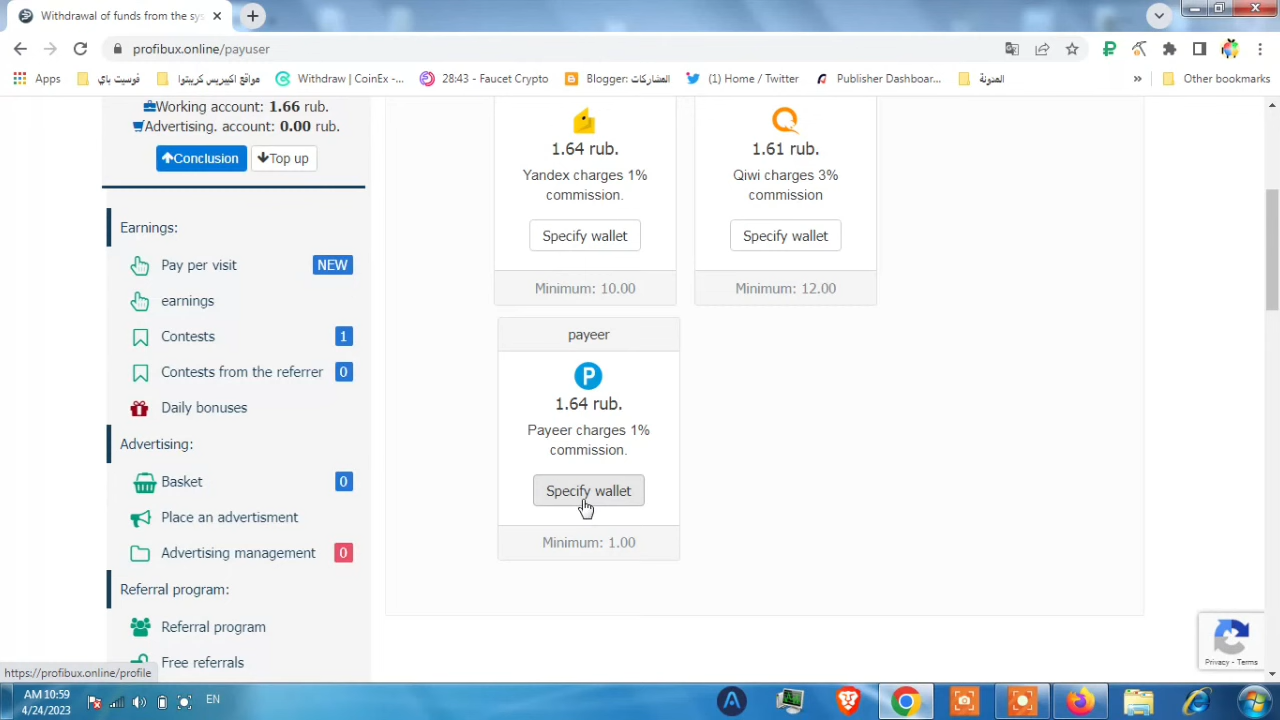 Withdrawal of funds from the sys
profibux.online/payuser
Apps
فوسيت باي
مواقع اكبيرس كريبتوا
Withdraw | CoinEx -...
28:43 - Faucet Crypto
Blogger: المشاركات
(1) Home / Twitter
Publisher Dashboar...
المدونة
»
Other bookmarks
Working account: 1.66 rub.
Advertising. account: 0.00 rub.
Conclusion
Top up
Earnings:
Pay per visit
NEW
earnings
Contests
1
Contests from the referrer
0
Daily bonuses
Advertising:
Basket
0
Place an advertisment
Advertising management
0
Referral program:
Referral program
Free referrals
1.64 rub.
Yandex charges 1%
commission.
Specify wallet
Minimum: 10.00
1.61 rub.
Qiwi charges 3%
commission
Specify wallet
Minimum: 12.00
payeer
1.64 rub.
Payeer charges 1%
commission.
Specify wallet
Minimum: 1.00
Privacy - Terms
https://profibux.online/profile
AM 10:59
4/24/2023
EN